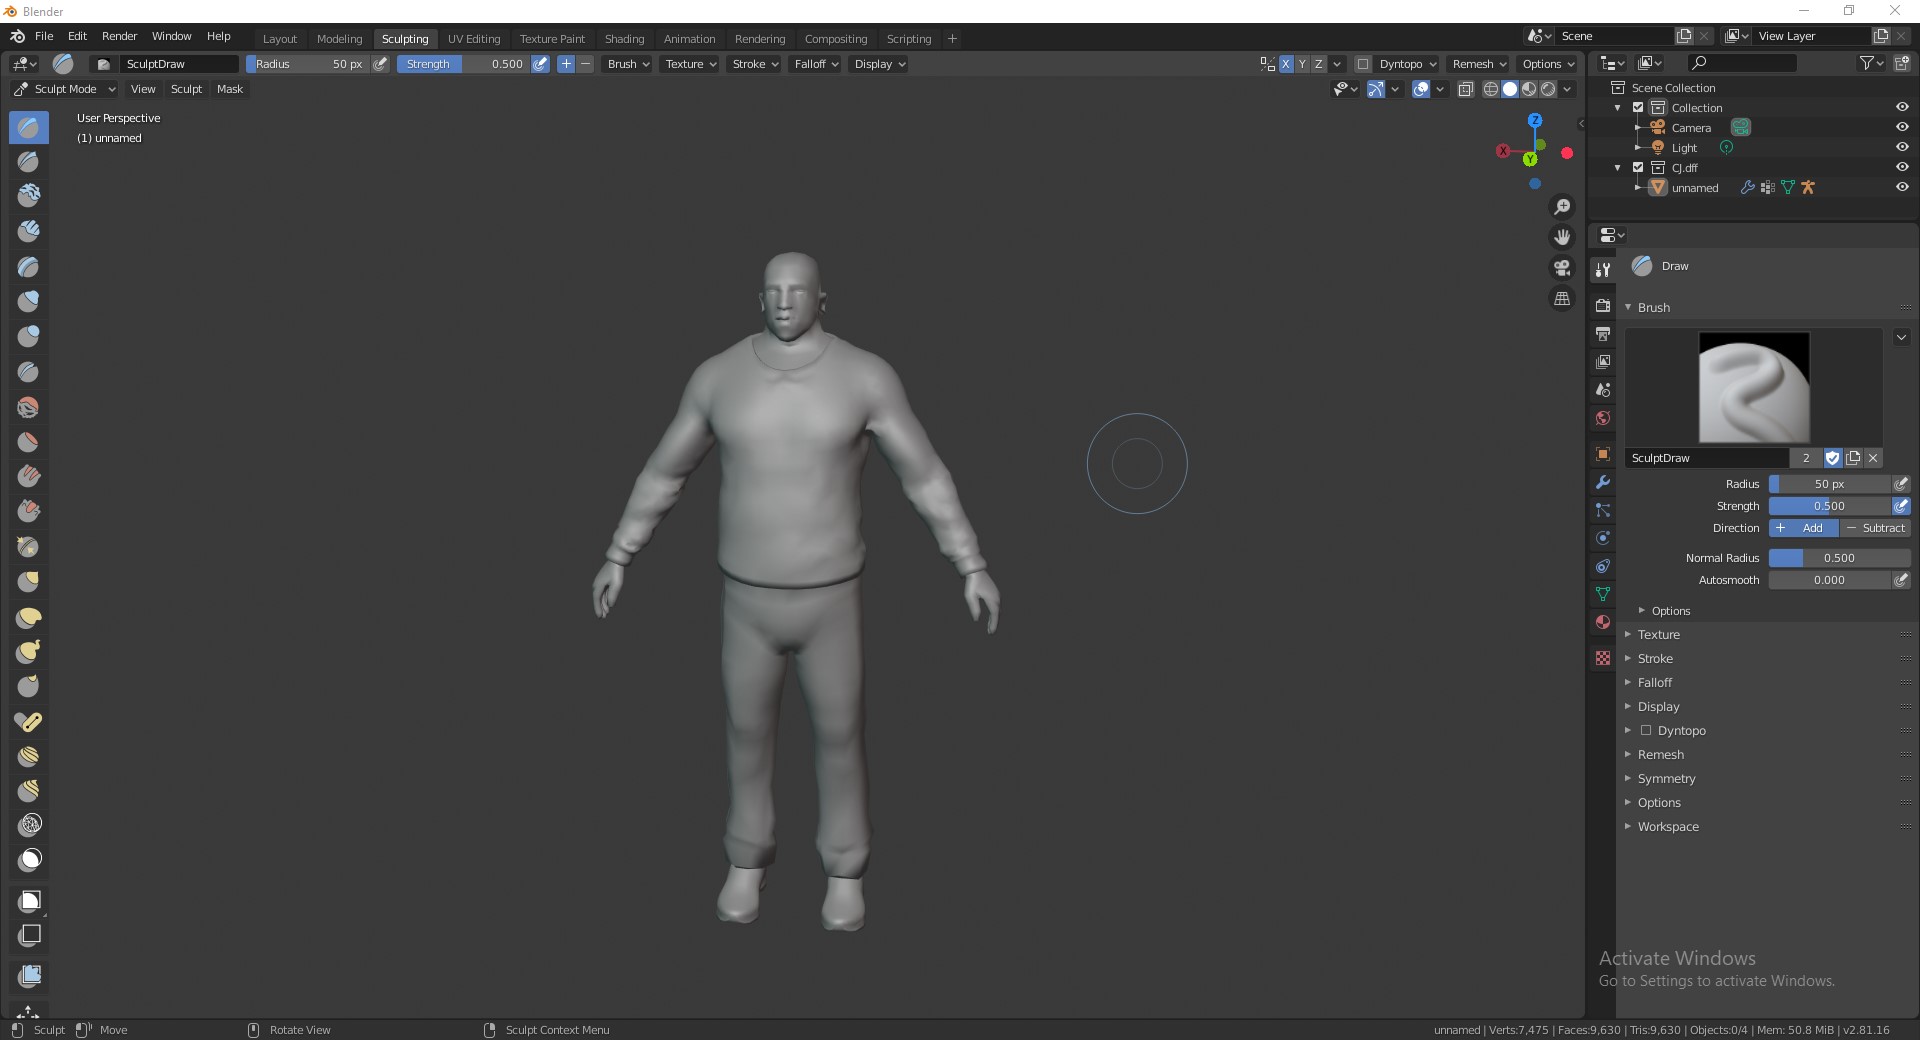 Blender
File Edit Render Window Help Layout Modeling Sculpting UV Editing Texture Paint Shading Animation Rendering Compositing Scripting + Scene View Layer
SculptDraw Radius 50 px Strength 0.500 + − Brush Texture Stroke Falloff Display X Y Z Dyntopo Remesh Options
Sculpt Mode View Sculpt Mask
User Perspective
(1) unnamed
Z
X
Y
Scene Collection
Collection
Camera
Light
CJ.dff
unnamed
Draw
Brush
SculptDraw 2
Radius 50 px
Strength 0.500
Direction + Add − Subtract
Normal Radius 0.500
Autosmooth 0.000
Options
Texture
Stroke
Falloff
Display
Dyntopo
Remesh
Symmetry
Options
Workspace
Activate Windows
Go to Settings to activate Windows.
Sculpt Move Rotate View Sculpt Context Menu unnamed | Verts:7,475 | Faces:9,630 | Tris:9,630 | Objects:0/4 | Mem: 50.8 MiB | v2.81.16